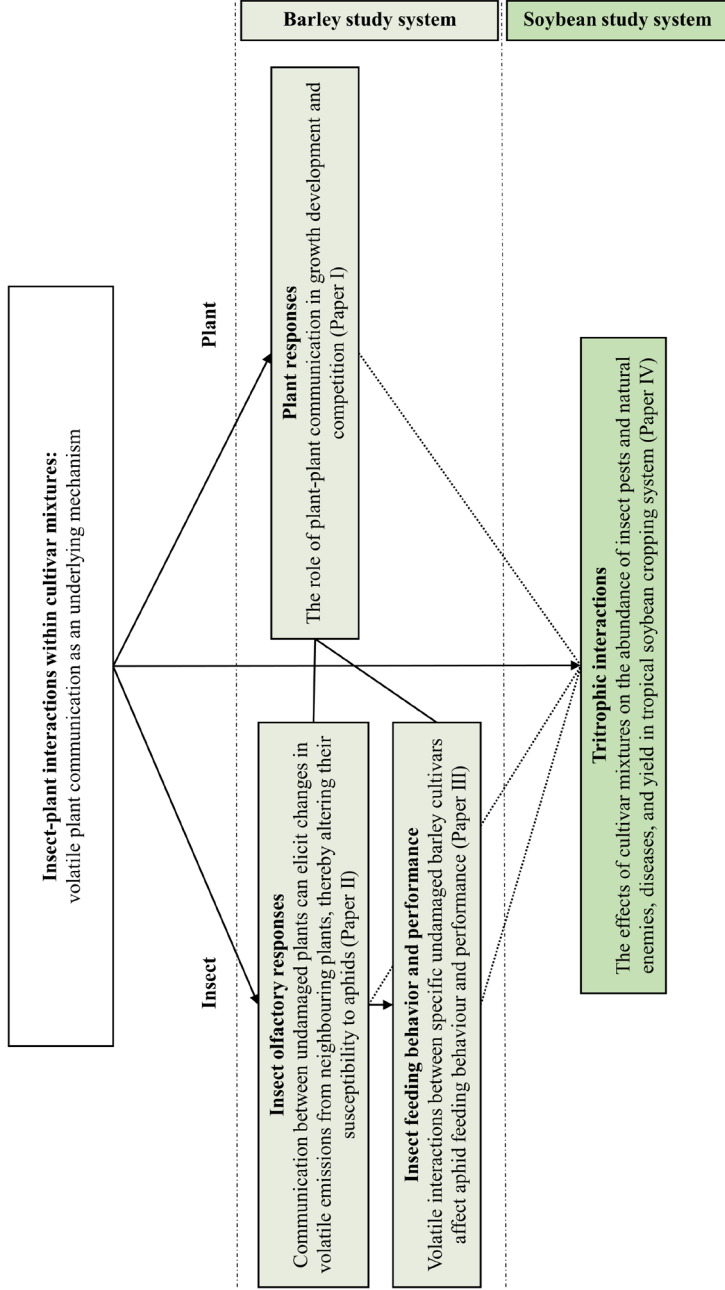 Insect-plant interactions within cultivar mixtures:
volatile plant communication as an underlying mechanism
Insect
Plant
Barley study system
Insect olfactory responses
Communication between undamaged plants can elicit changes in
volatile emissions from neighbouring plants, thereby altering their
susceptibility to aphids (Paper II)
Plant responses
The role of plant-plant communication in growth development and
competition (Paper I)
Insect feeding behavior and performance
Volatile interactions between specific undamaged barley cultivars
affect aphid feeding behaviour and performance (Paper III)
Soybean study system
Tritrophic interactions
The effects of cultivar mixtures on the abundance of insect pests and natural
enemies, diseases, and yield in tropical soybean cropping system (Paper IV)